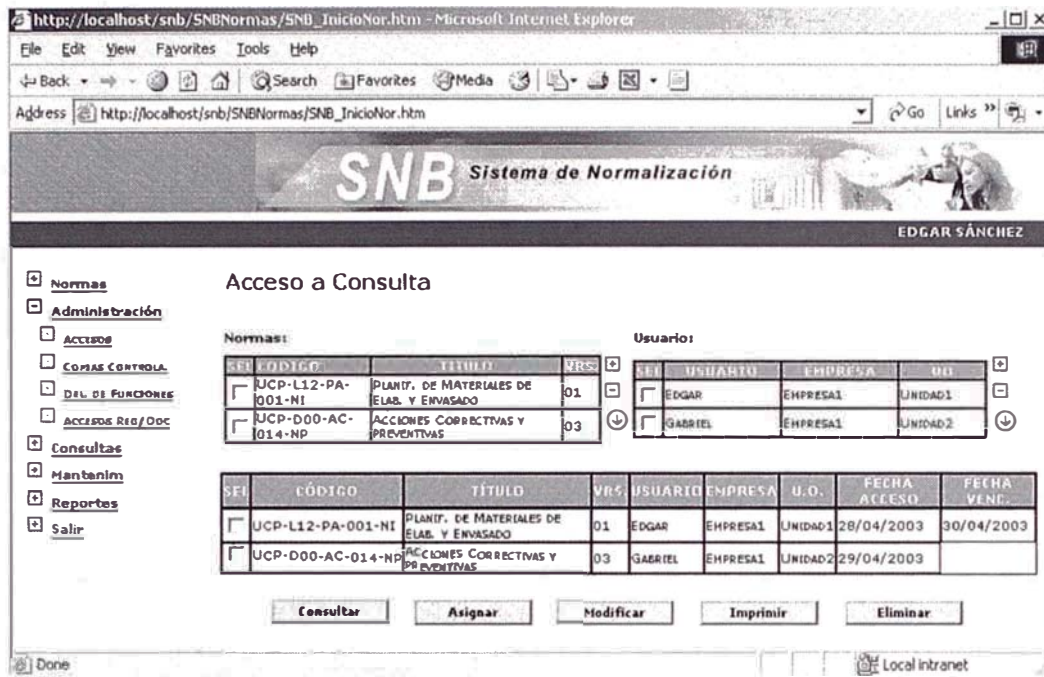 http://localhost/snb/SNBNormas/SNB_InicioNor.htm - Microsoft Internet Explorer
File Edit View Favorites Tools Help
Back Search Favorites Media
Address http://localhost/snb/SNBNormas/SNB_InicioNor.htm Go Links »
SNB Sistema de Normalización
EDGAR SÁNCHEZ
Normas
Administración
Accesos
Copias Controla.
Del. de Funciones
Accesos Reg/Doc
Consultas
Mantenim
Reportes
Salir
Acceso a Consulta
Normas:
SEL CÓDIGO TÍTULO VRS.
UCP-L12-PA-001-NI Planif. de Materiales de Elab. y Envasado 01
UCP-D00-AC-014-NP Acciones Correctivas y Preventivas 03
Usuario:
SEL USUARIO EMPRESA UO
Edgar Empresa1 Unidad1
Gabriel Empresa1 Unidad2
SEL CÓDIGO TÍTULO VRS. USUARIO EMPRESA U.O. FECHA ACCESO FECHA VENC.
UCP-L12-PA-001-NI Planif. de Materiales de Elab. y Envasado 01 Edgar Empresa1 Unidad1 28/04/2003 30/04/2003
UCP-D00-AC-014-NP Acciones Correctivas y Preventivas 03 Gabriel Empresa1 Unidad2 29/04/2003
Consultar Asignar Modificar Imprimir Eliminar
Done Local intranet